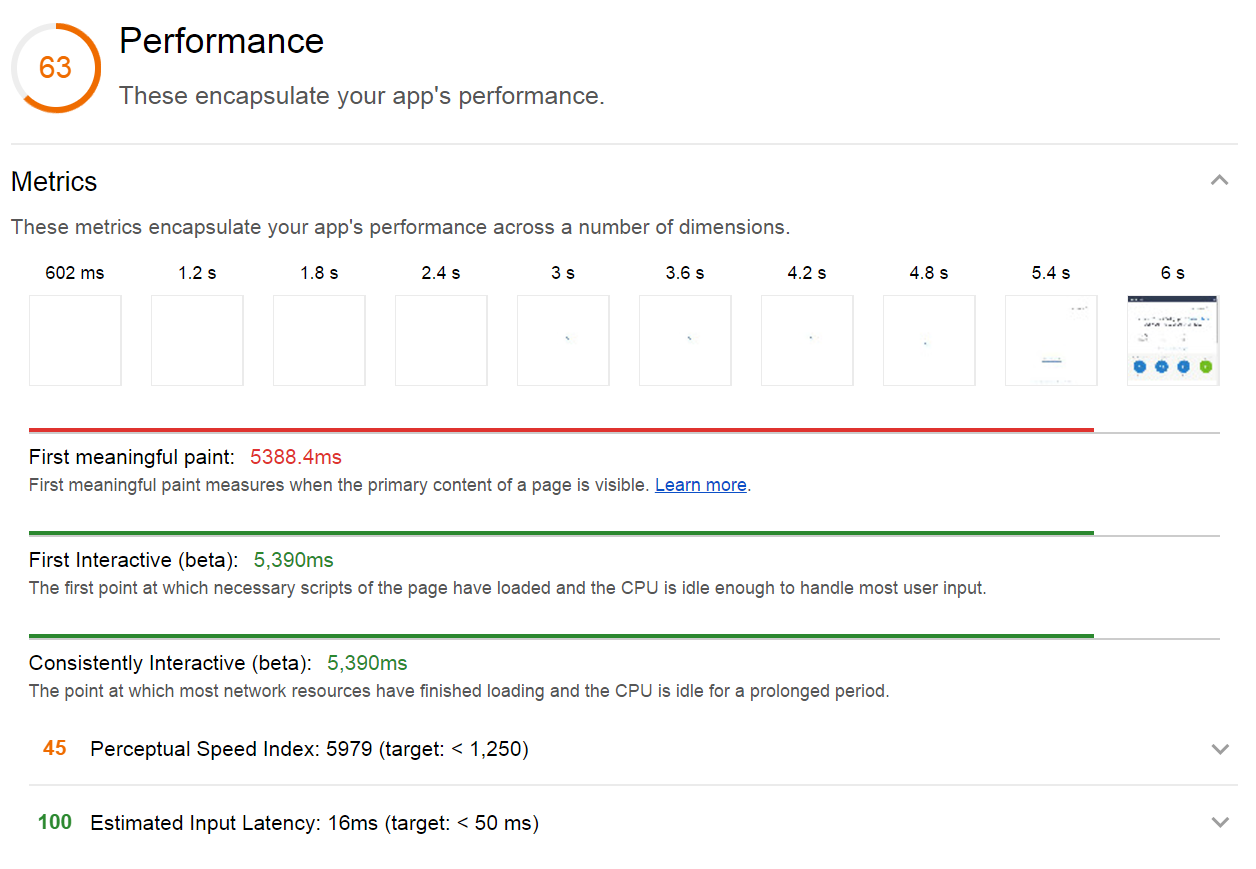 63
Performance
These encapsulate your app's performance.
Metrics
These metrics encapsulate your app's performance across a number of dimensions.
602 ms 1.2 s 1.8 s 2.4 s 3 s 3.6 s 4.2 s 4.8 s 5.4 s 6 s
First meaningful paint: 5388.4ms
First meaningful paint measures when the primary content of a page is visible. Learn more.
First Interactive (beta): 5,390ms
The first point at which necessary scripts of the page have loaded and the CPU is idle enough to handle most user input.
Consistently Interactive (beta): 5,390ms
The point at which most network resources have finished loading and the CPU is idle for a prolonged period.
45 Perceptual Speed Index: 5979 (target: < 1,250)
100 Estimated Input Latency: 16ms (target: < 50 ms)